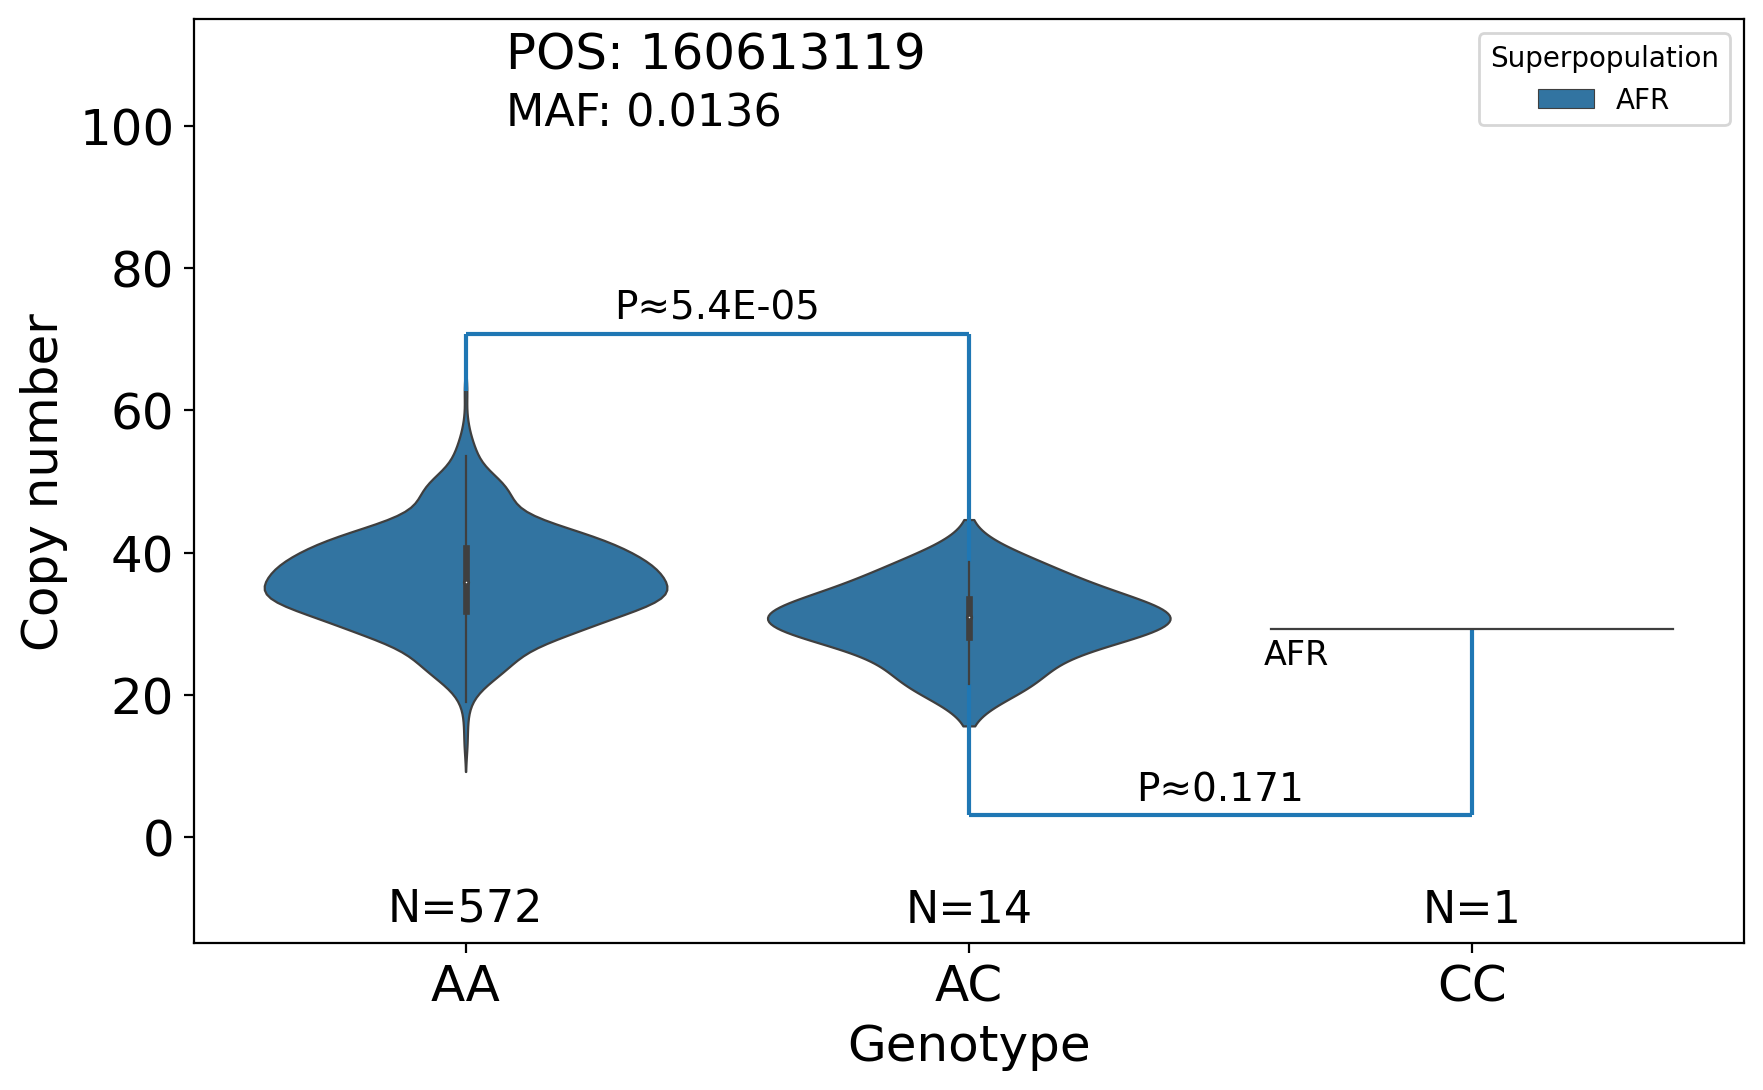 POS: 160613119
MAF: 0.0136
Superpopulation
AFR
100
80
60
40
20
0
Copy number
P≈5.4E-05
AFR
P≈0.171
N=572
N=14
N=1
AA
AC
CC
Genotype